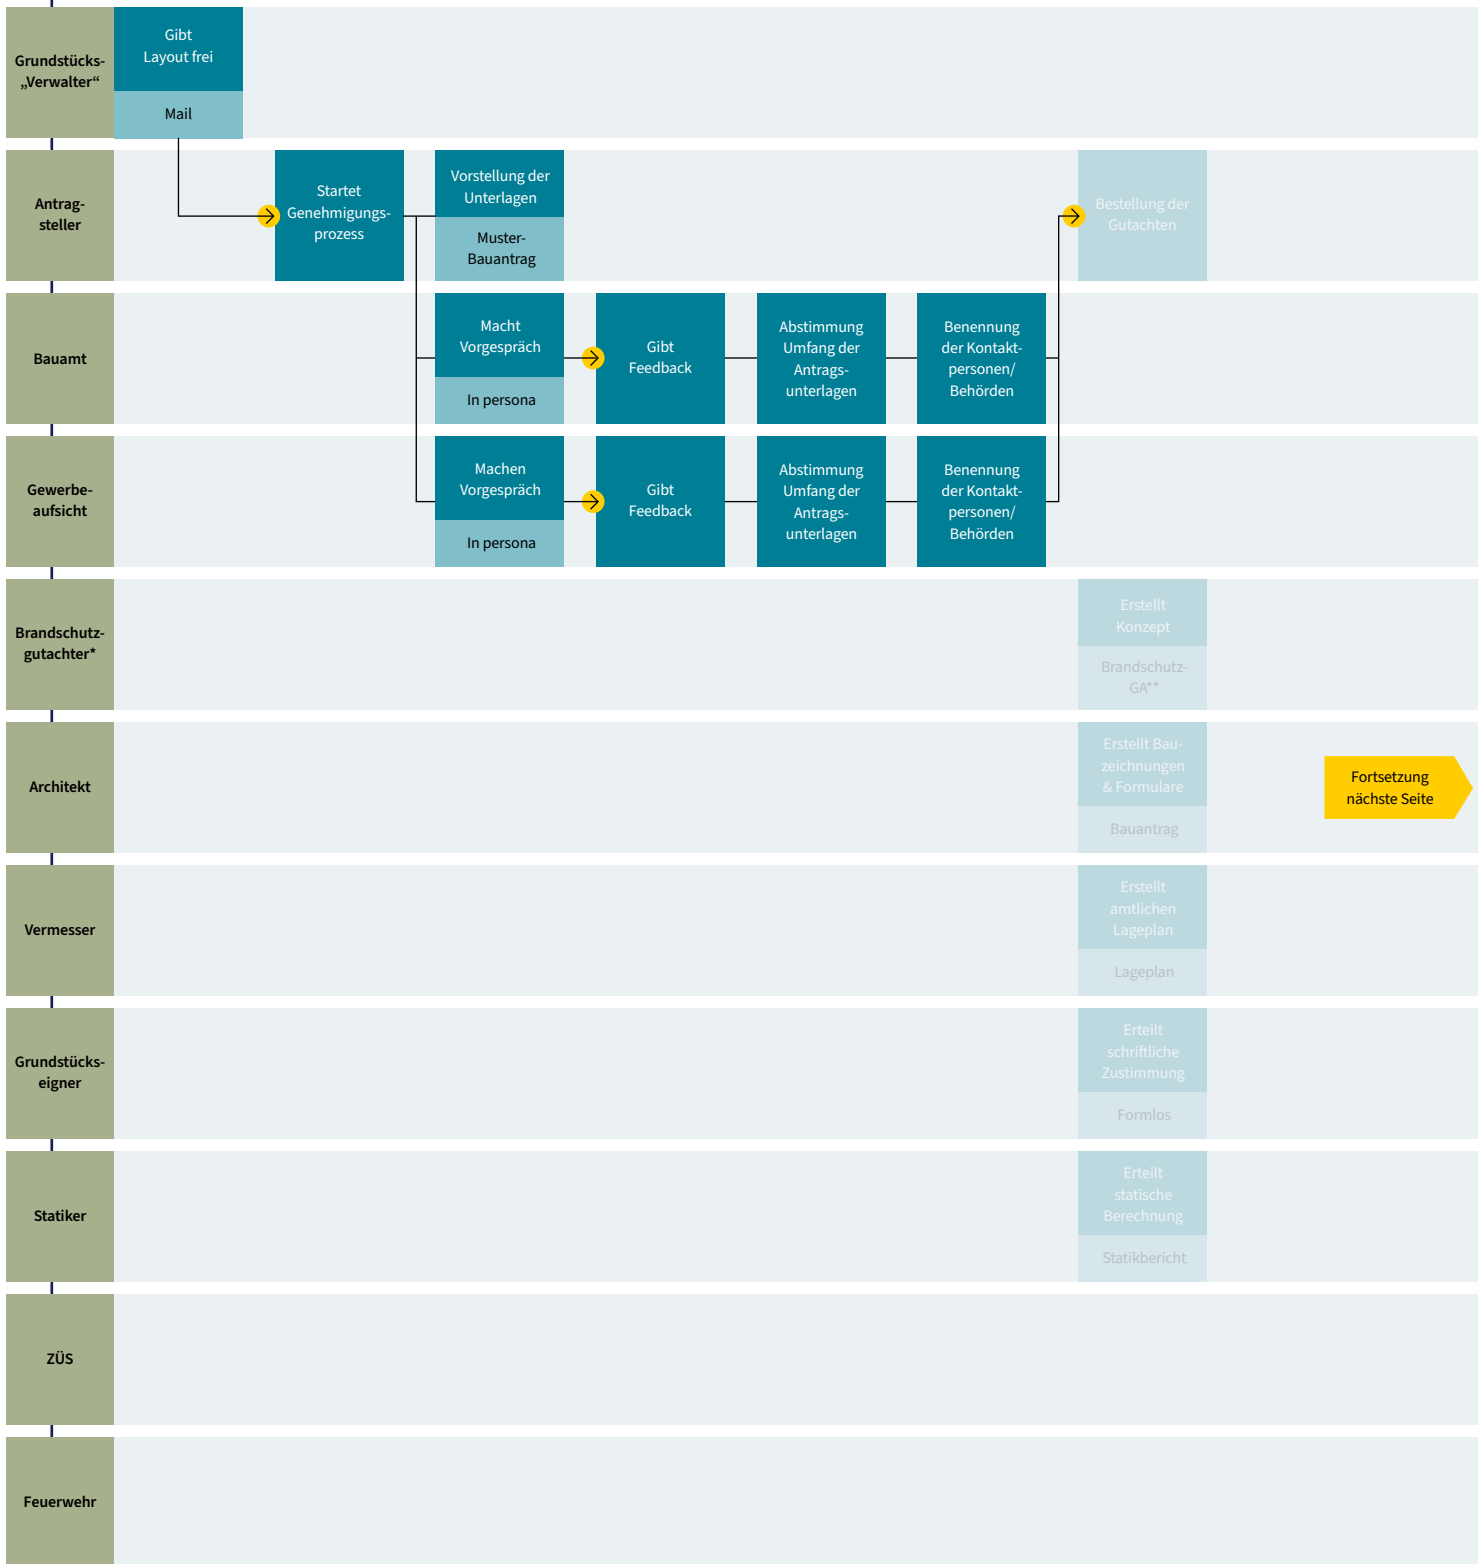 Grundstücks-
„Verwalter“
Gibt
Layout frei
Mail
Antrag-
steller
Startet
Genehmigungs-
prozess
Vorstellung der
Unterlagen
Muster-
Bauantrag
Bestellung der
Gutachten
Bauamt
Macht
Vorgespräch
In persona
Gibt
Feedback
Abstimmung
Umfang der
Antrags-
unterlagen
Benennung
der Kontakt-
personen/
Behörden
Gewerbe-
aufsicht
Machen
Vorgespräch
In persona
Gibt
Feedback
Abstimmung
Umfang der
Antrags-
unterlagen
Benennung
der Kontakt-
personen/
Behörden
Brandschutz-
gutachter*
Erstellt
Konzept
Brandschutz-
GA**
Architekt
Erstellt Bau-
zeichnungen
& Formulare
Bauantrag
Fortsetzung
nächste Seite
Vermesser
Erstellt
amtlichen
Lageplan
Lageplan
Grundstücks-
eigner
Erteilt
schriftliche
Zustimmung
Formlos
Statiker
Erteilt
statische
Berechnung
Statikbericht
ZÜS
Feuerwehr